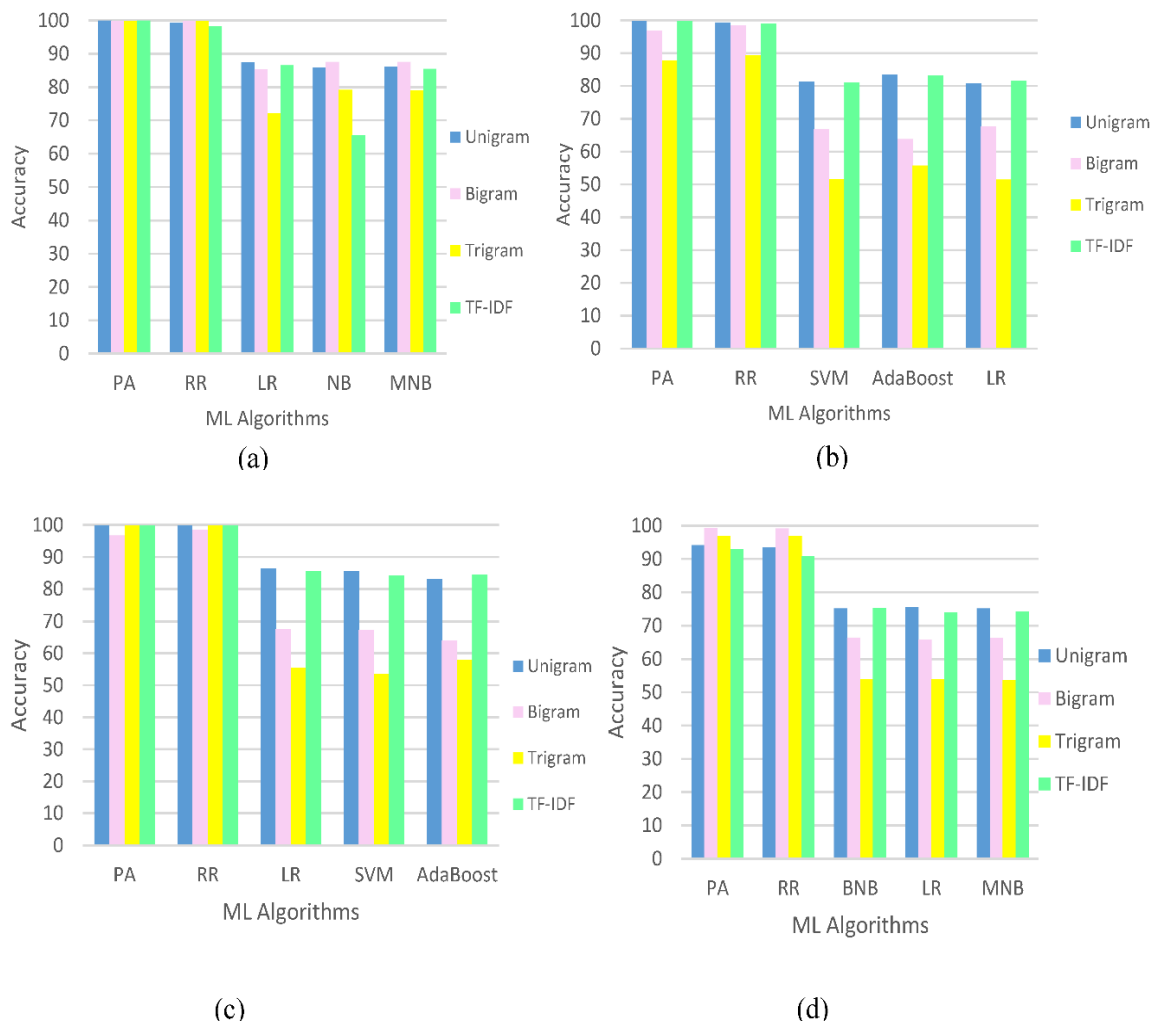 100
90
80
70
60
50
40
30
20
10
0
Accuracy
PA RR LR NB MNB
ML Algorithms
Unigram
Bigram
Trigram
TF-IDF
(a)
100
90
80
70
60
50
40
30
20
10
0
Accuracy
PA RR SVM AdaBoost LR
ML Algorithms
Unigram
Bigram
Trigram
TF-IDF
(b)
100
90
80
70
60
50
40
30
20
10
0
Accuracy
PA RR LR SVM AdaBoost
ML Algorithms
Unigram
Bigram
Trigram
TF-IDF
(c)
100
90
80
70
60
50
40
30
20
10
0
Accuracy
PA RR BNB LR MNB
ML Algorithms
Unigram
Bigram
Trigram
TF-IDF
(d)